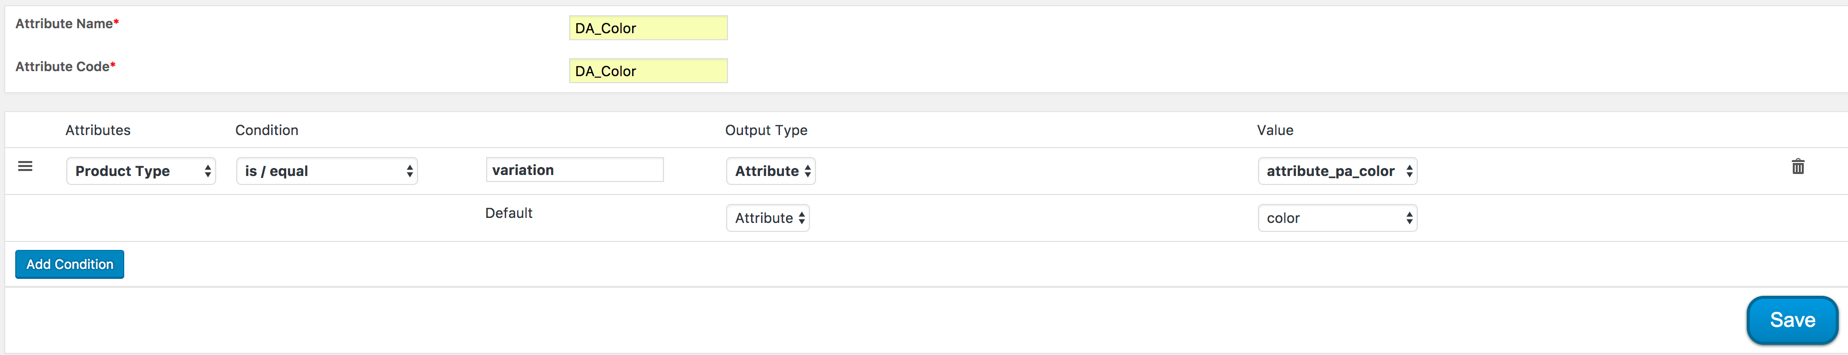 Attribute Name* DA_Color
Attribute Code* DA_Color
Attributes Condition Output Type Value
Product Type is / equal variation Attribute attribute_pa_color
Default Attribute color
Add Condition
Save